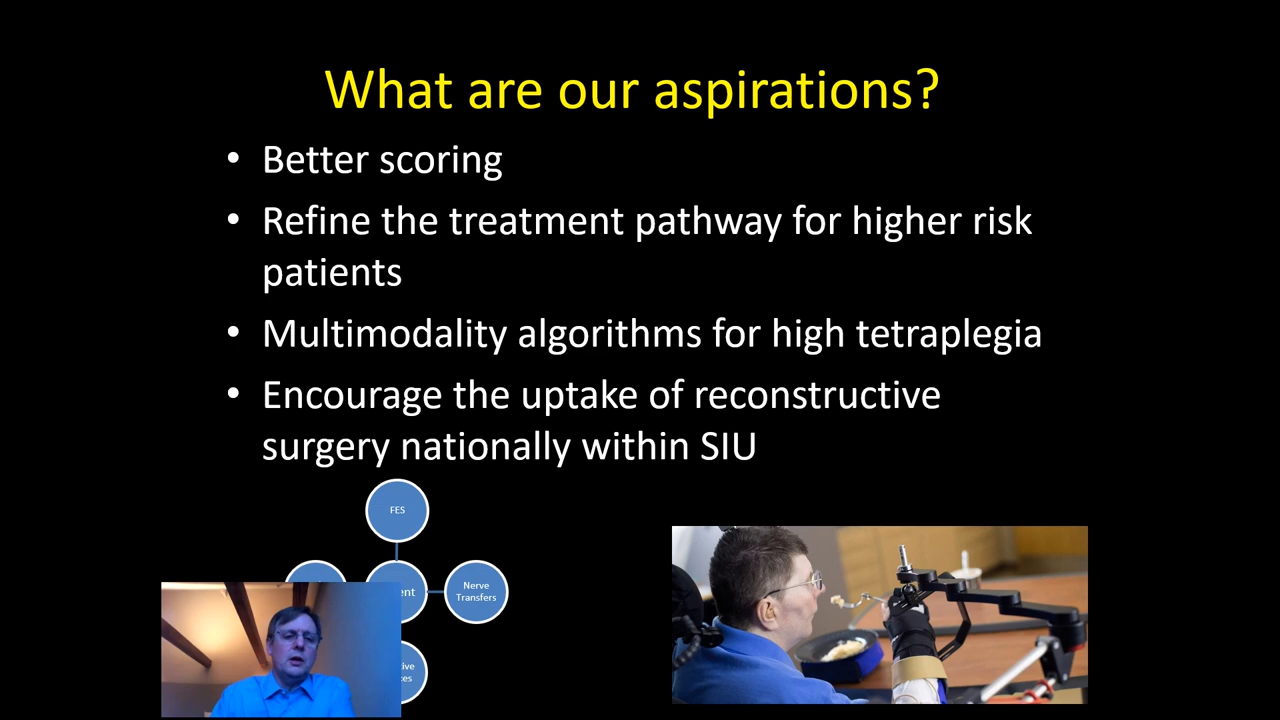 What are our aspirations?
• Better scoring
• Refine the treatment pathway for higher risk
patients
• Multimodality algorithms for high tetraplegia
• Encourage the uptake of reconstructive
surgery nationally within SIU
FES
Nerve
Transfers